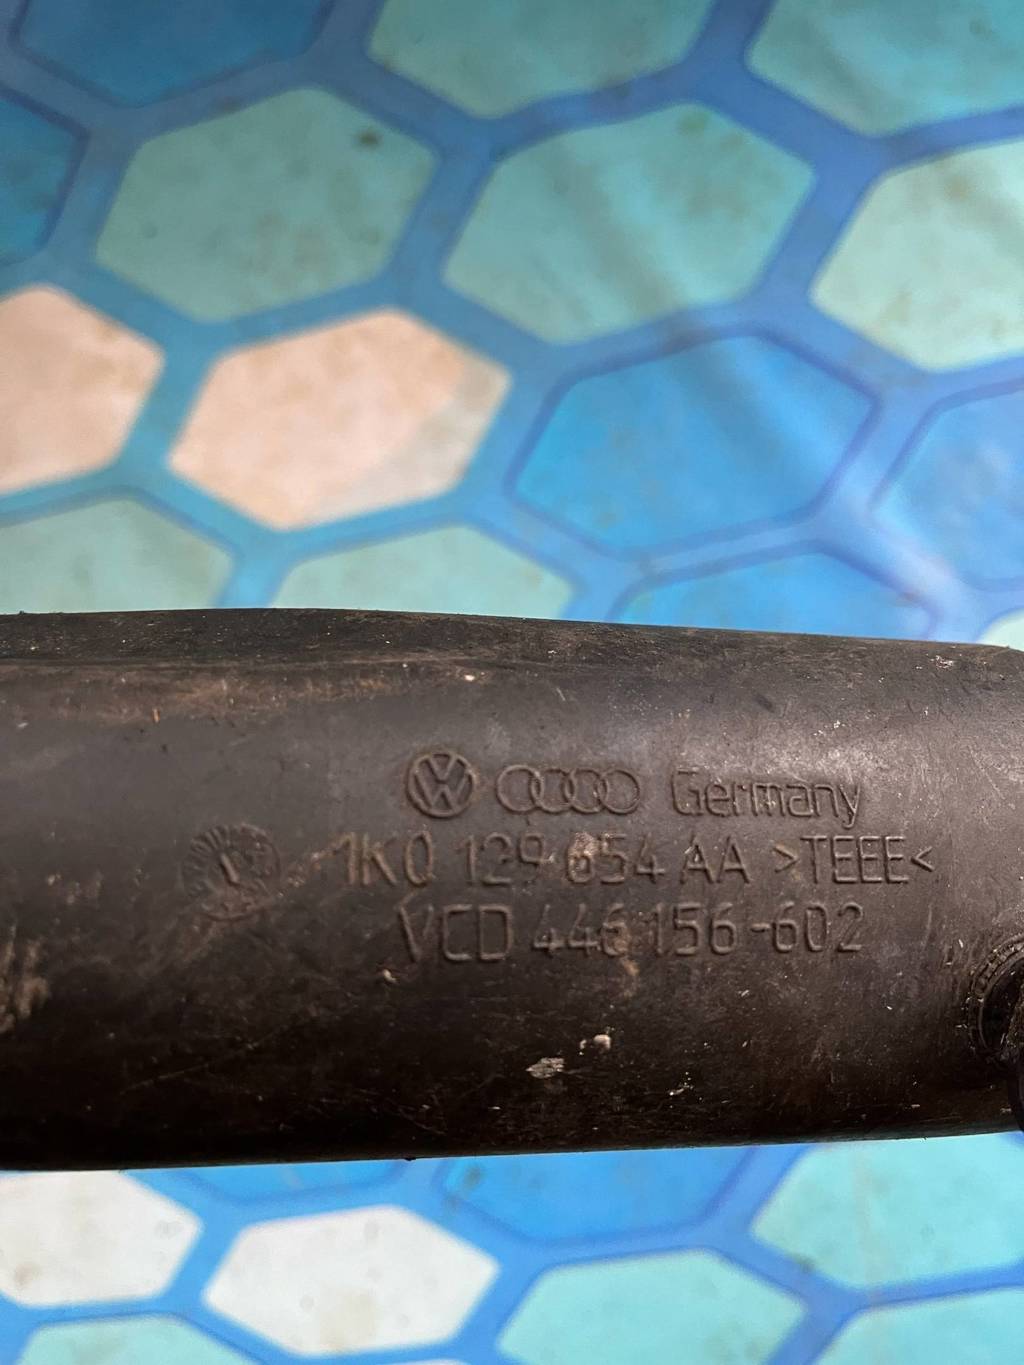 Germany
1K0 129 654 AA >TEEE<
VCD 446 156-602